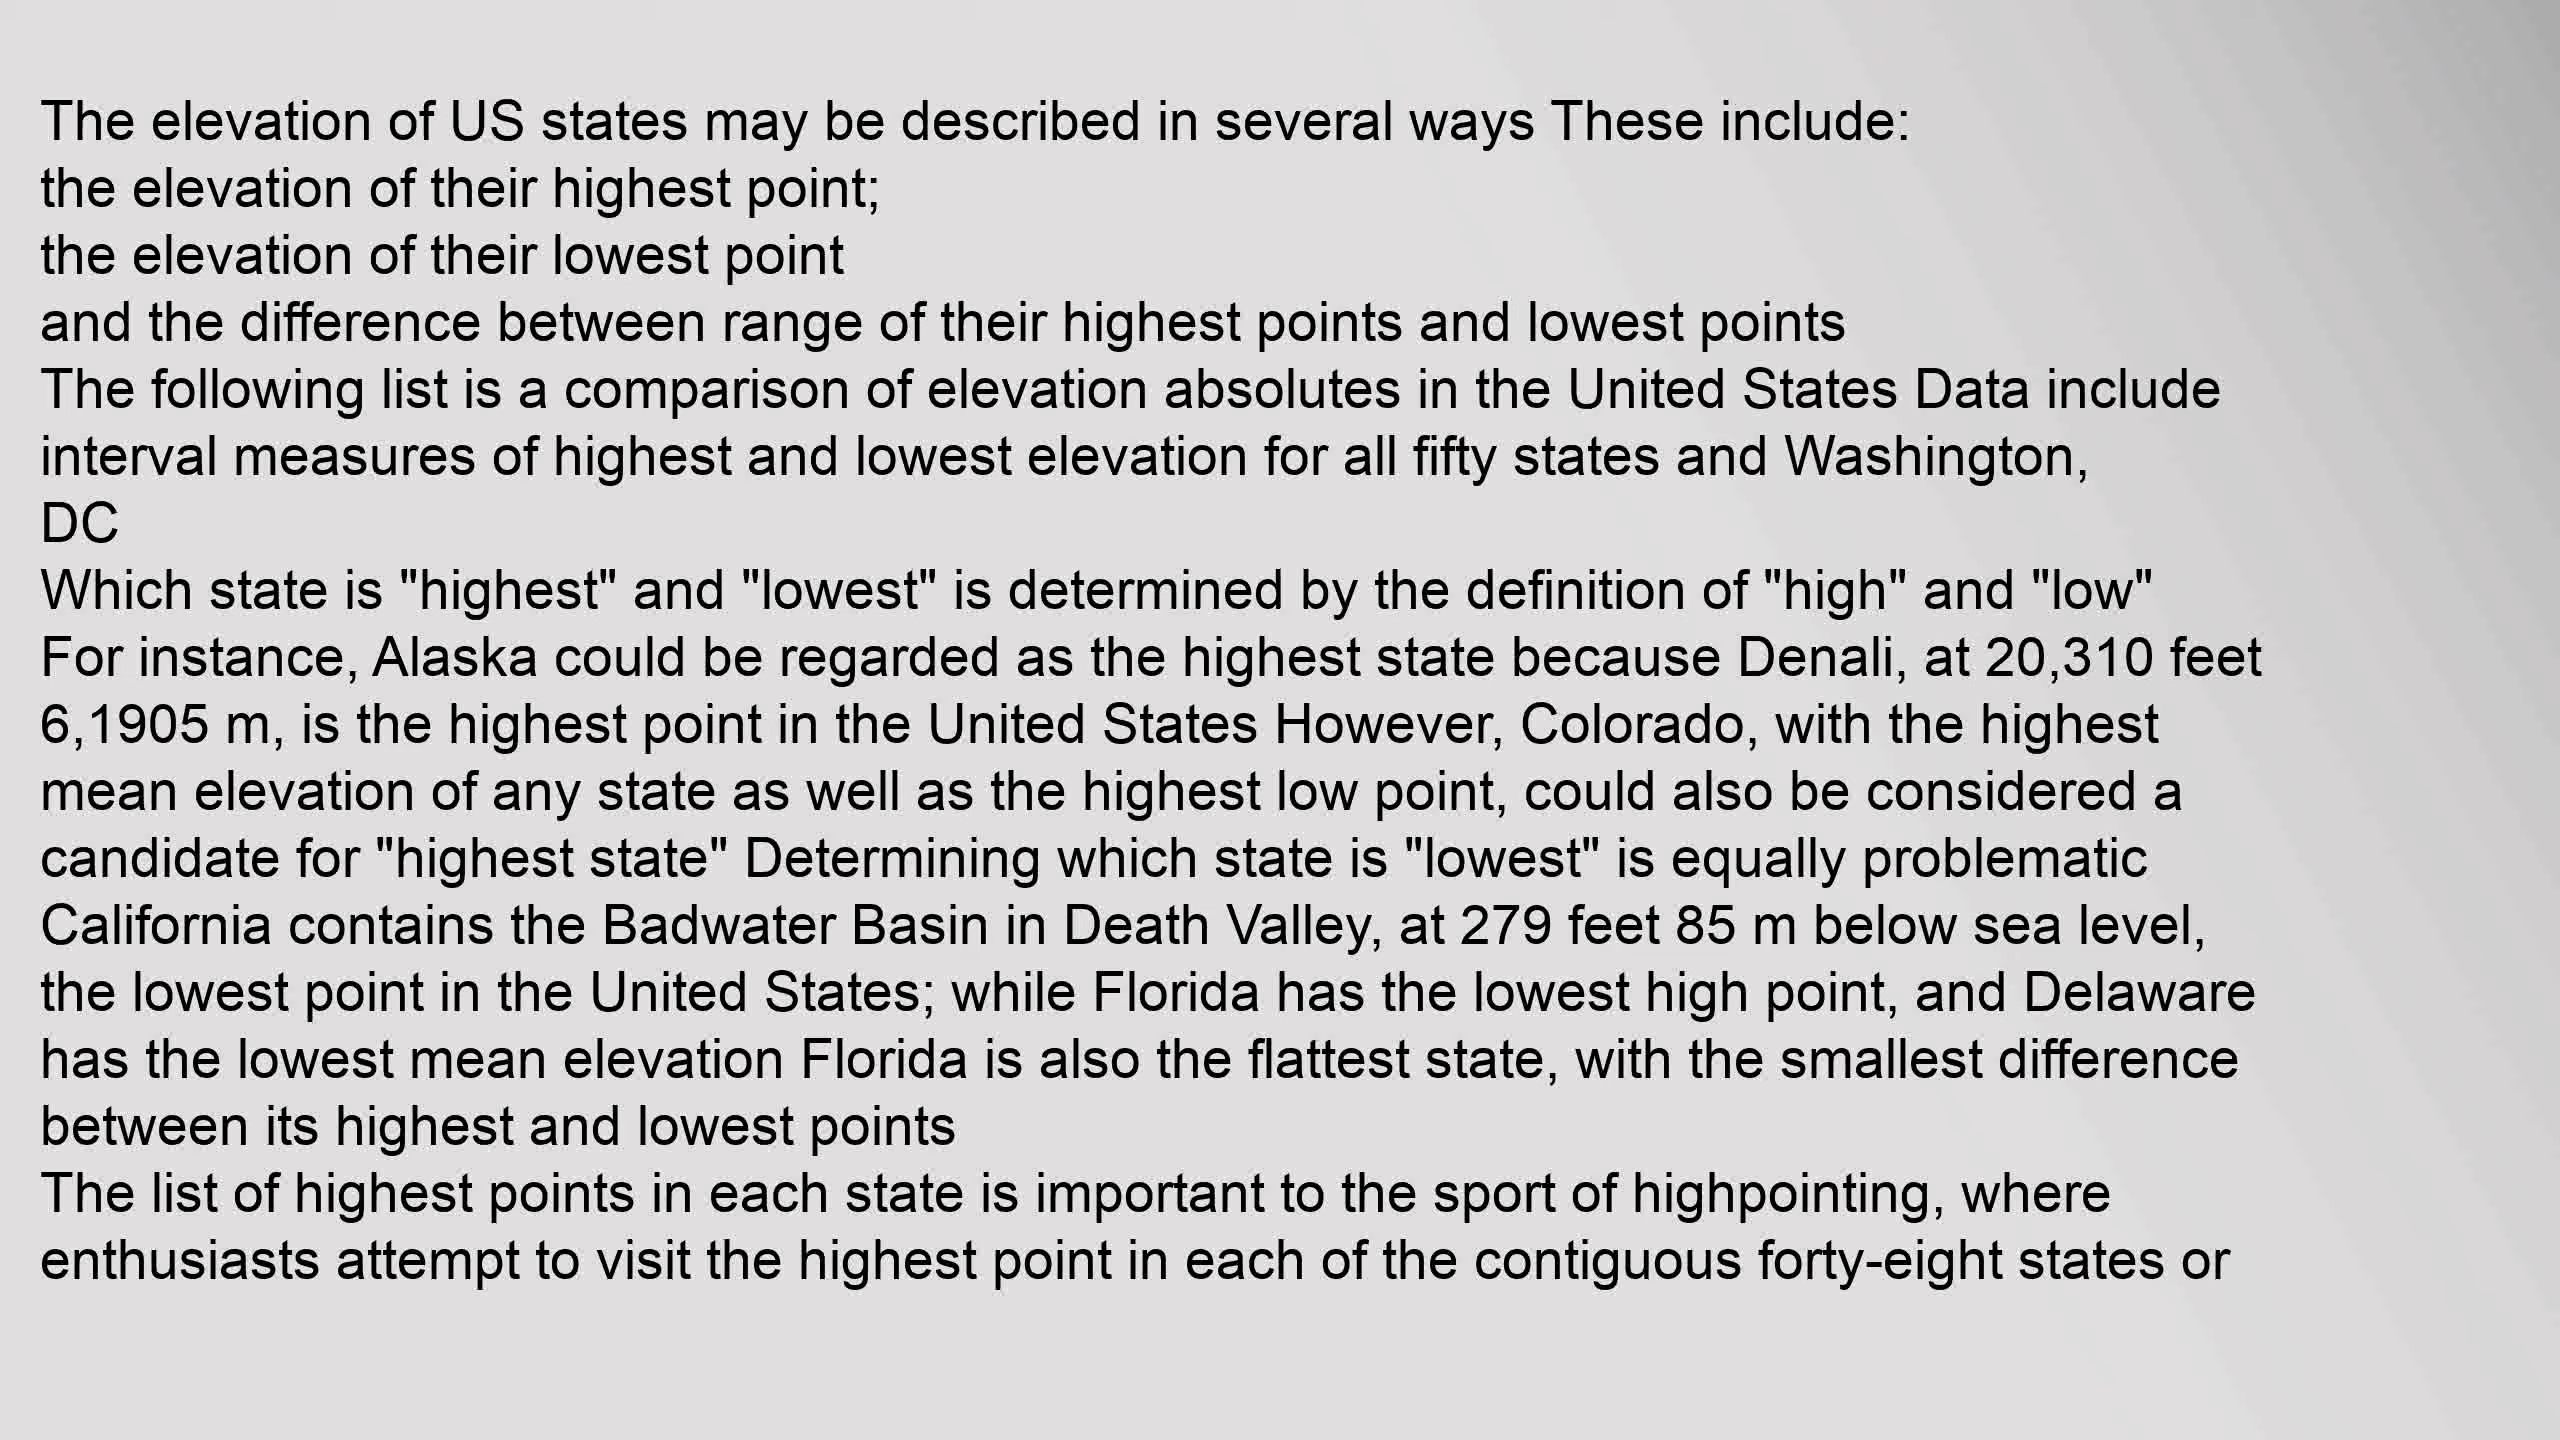 The elevation of US states may be described in several ways These include:
the elevation of their highest point;
the elevation of their lowest point
and the difference between range of their highest points and lowest points
The following list is a comparison of elevation absolutes in the United States Data include
interval measures of highest and lowest elevation for all fifty states and Washington,
DC
Which state is "highest" and "lowest" is determined by the definition of "high" and "low"
For instance, Alaska could be regarded as the highest state because Denali, at 20,310 feet
6,1905 m, is the highest point in the United States However, Colorado, with the highest
mean elevation of any state as well as the highest low point, could also be considered a
candidate for "highest state" Determining which state is "lowest" is equally problematic
California contains the Badwater Basin in Death Valley, at 279 feet 85 m below sea level,
the lowest point in the United States; while Florida has the lowest high point, and Delaware
has the lowest mean elevation Florida is also the flattest state, with the smallest difference
between its highest and lowest points
The list of highest points in each state is important to the sport of highpointing, where
enthusiasts attempt to visit the highest point in each of the contiguous forty-eight states or